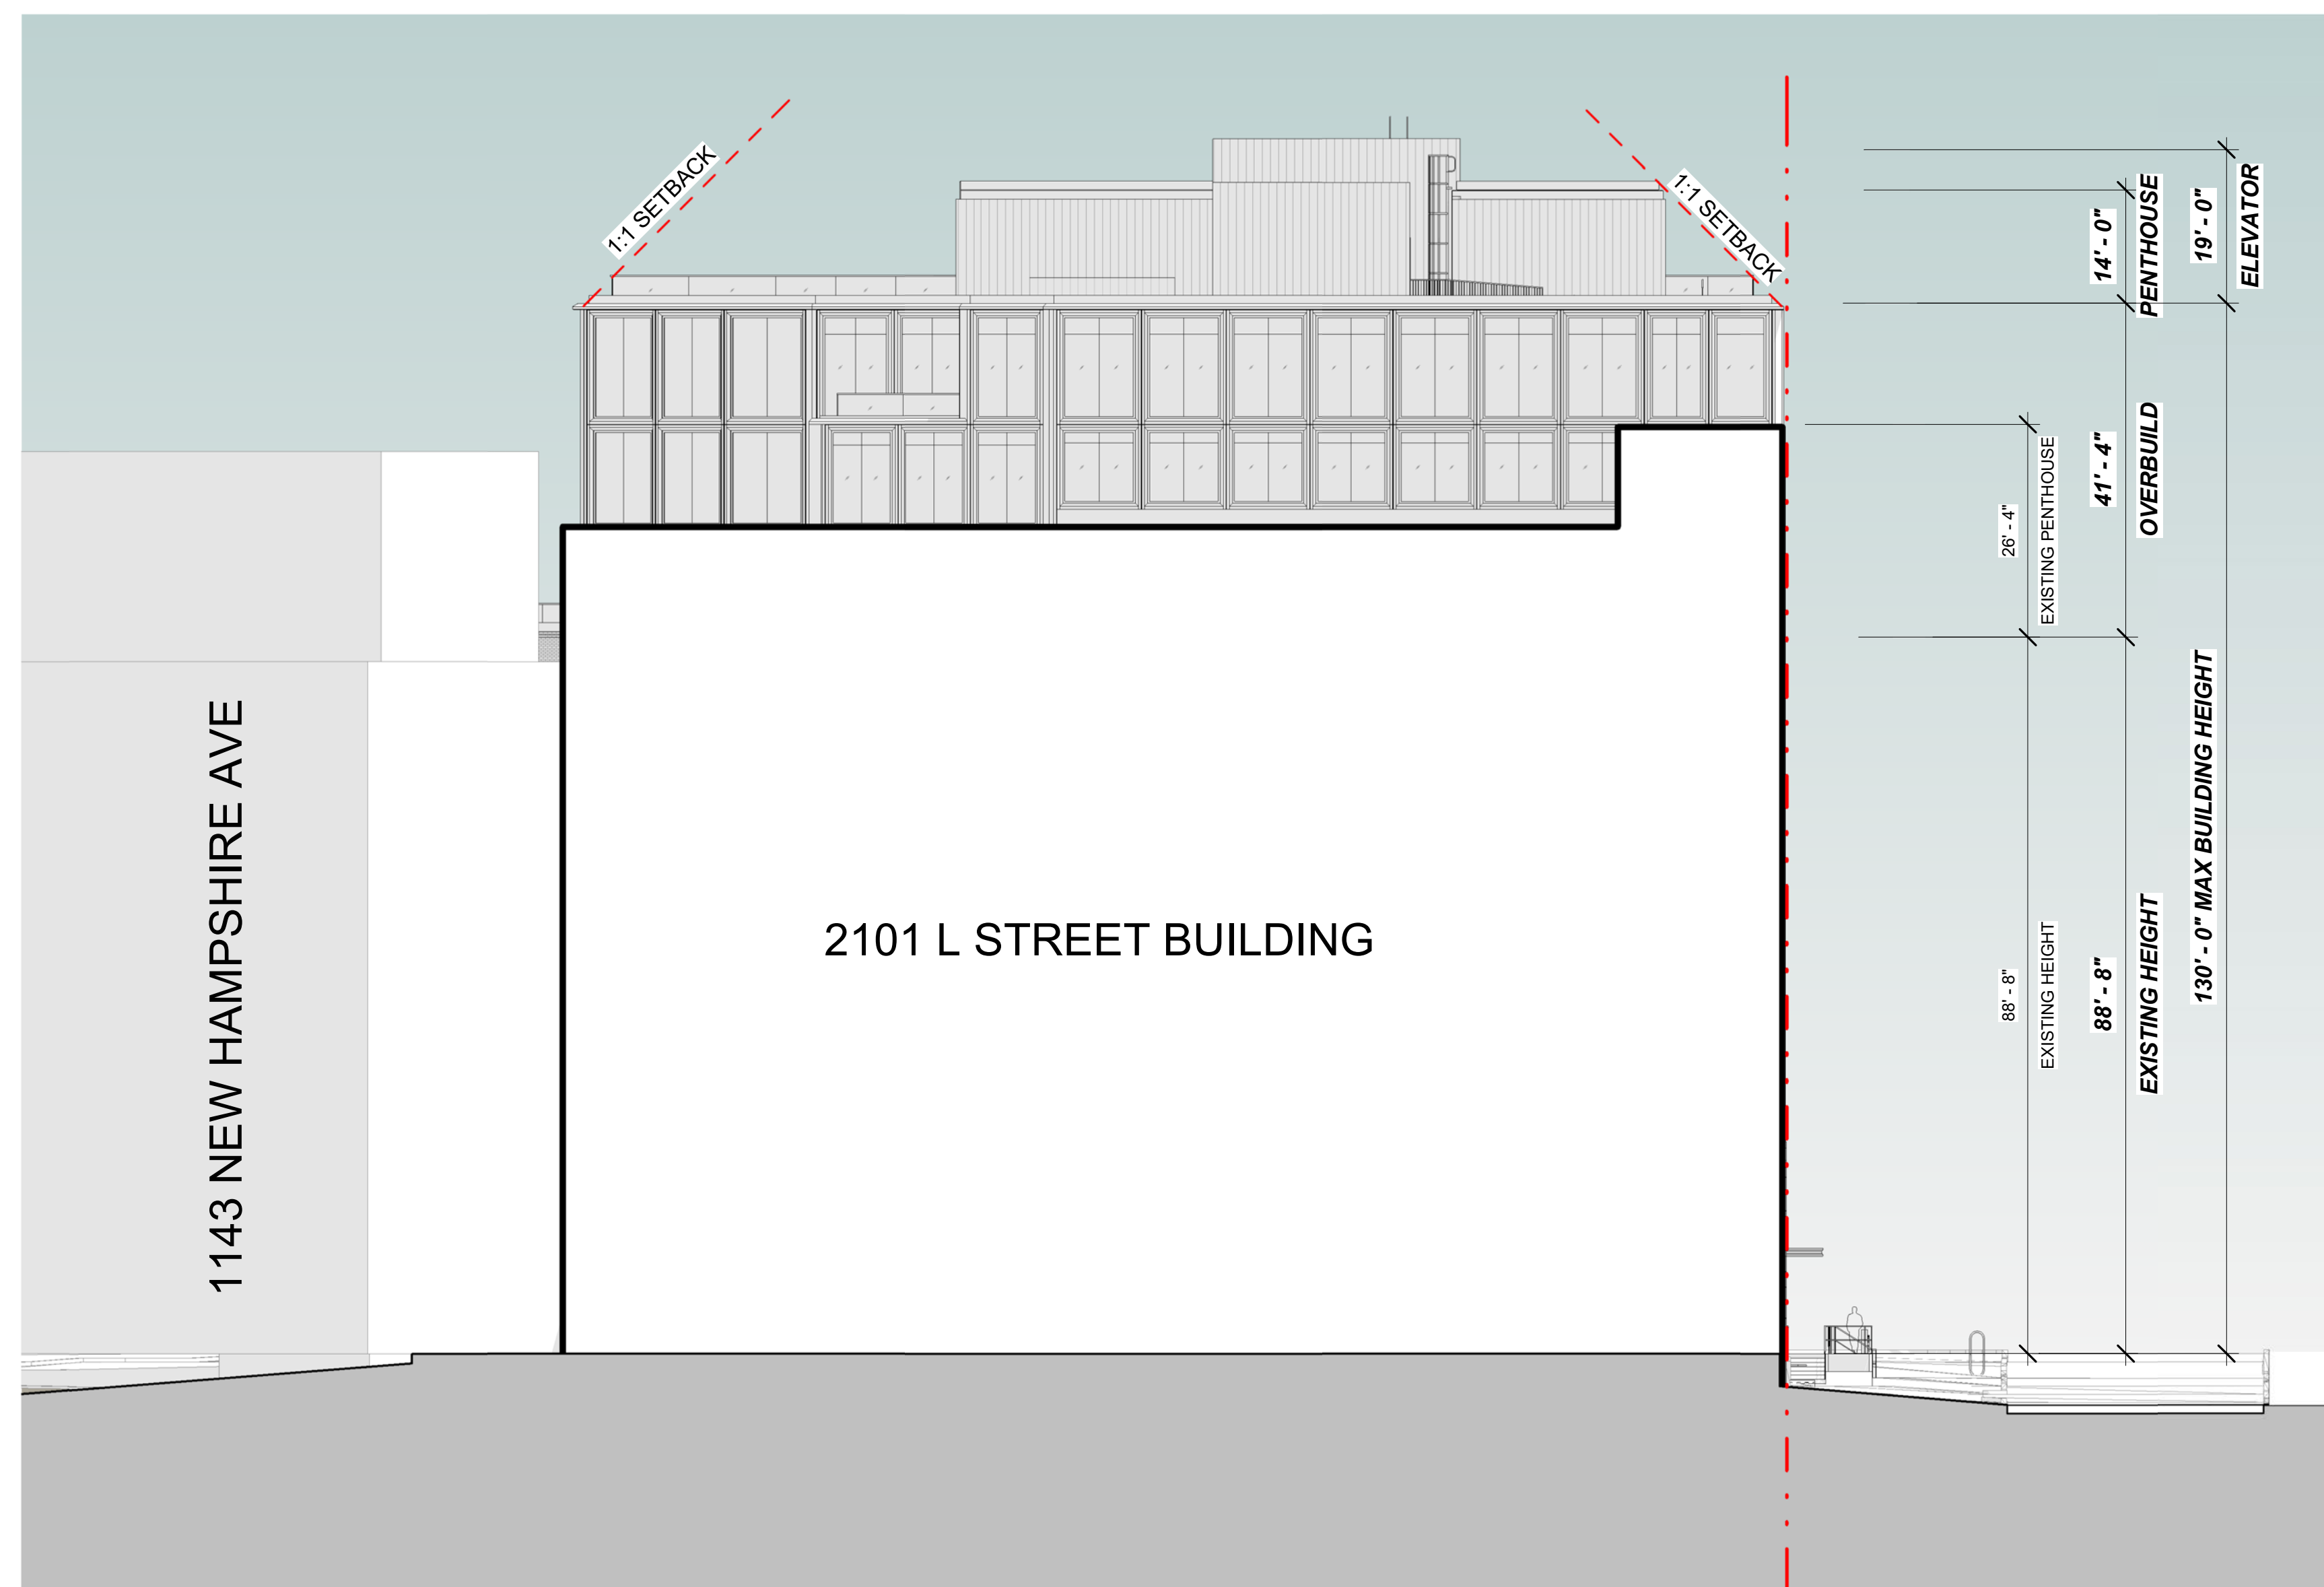 1:1 SETBACK
1:1 SETBACK
14' - 0"
PENTHOUSE
19' - 0"
ELEVATOR
26' - 4"
EXISTING PENTHOUSE
41' - 4"
OVERBUILD
130' - 0" MAX BUILDING HEIGHT
1143 NEW HAMPSHIRE AVE
2101 L STREET BUILDING
88' - 8"
EXISTING HEIGHT
88' - 8"
EXISTING HEIGHT